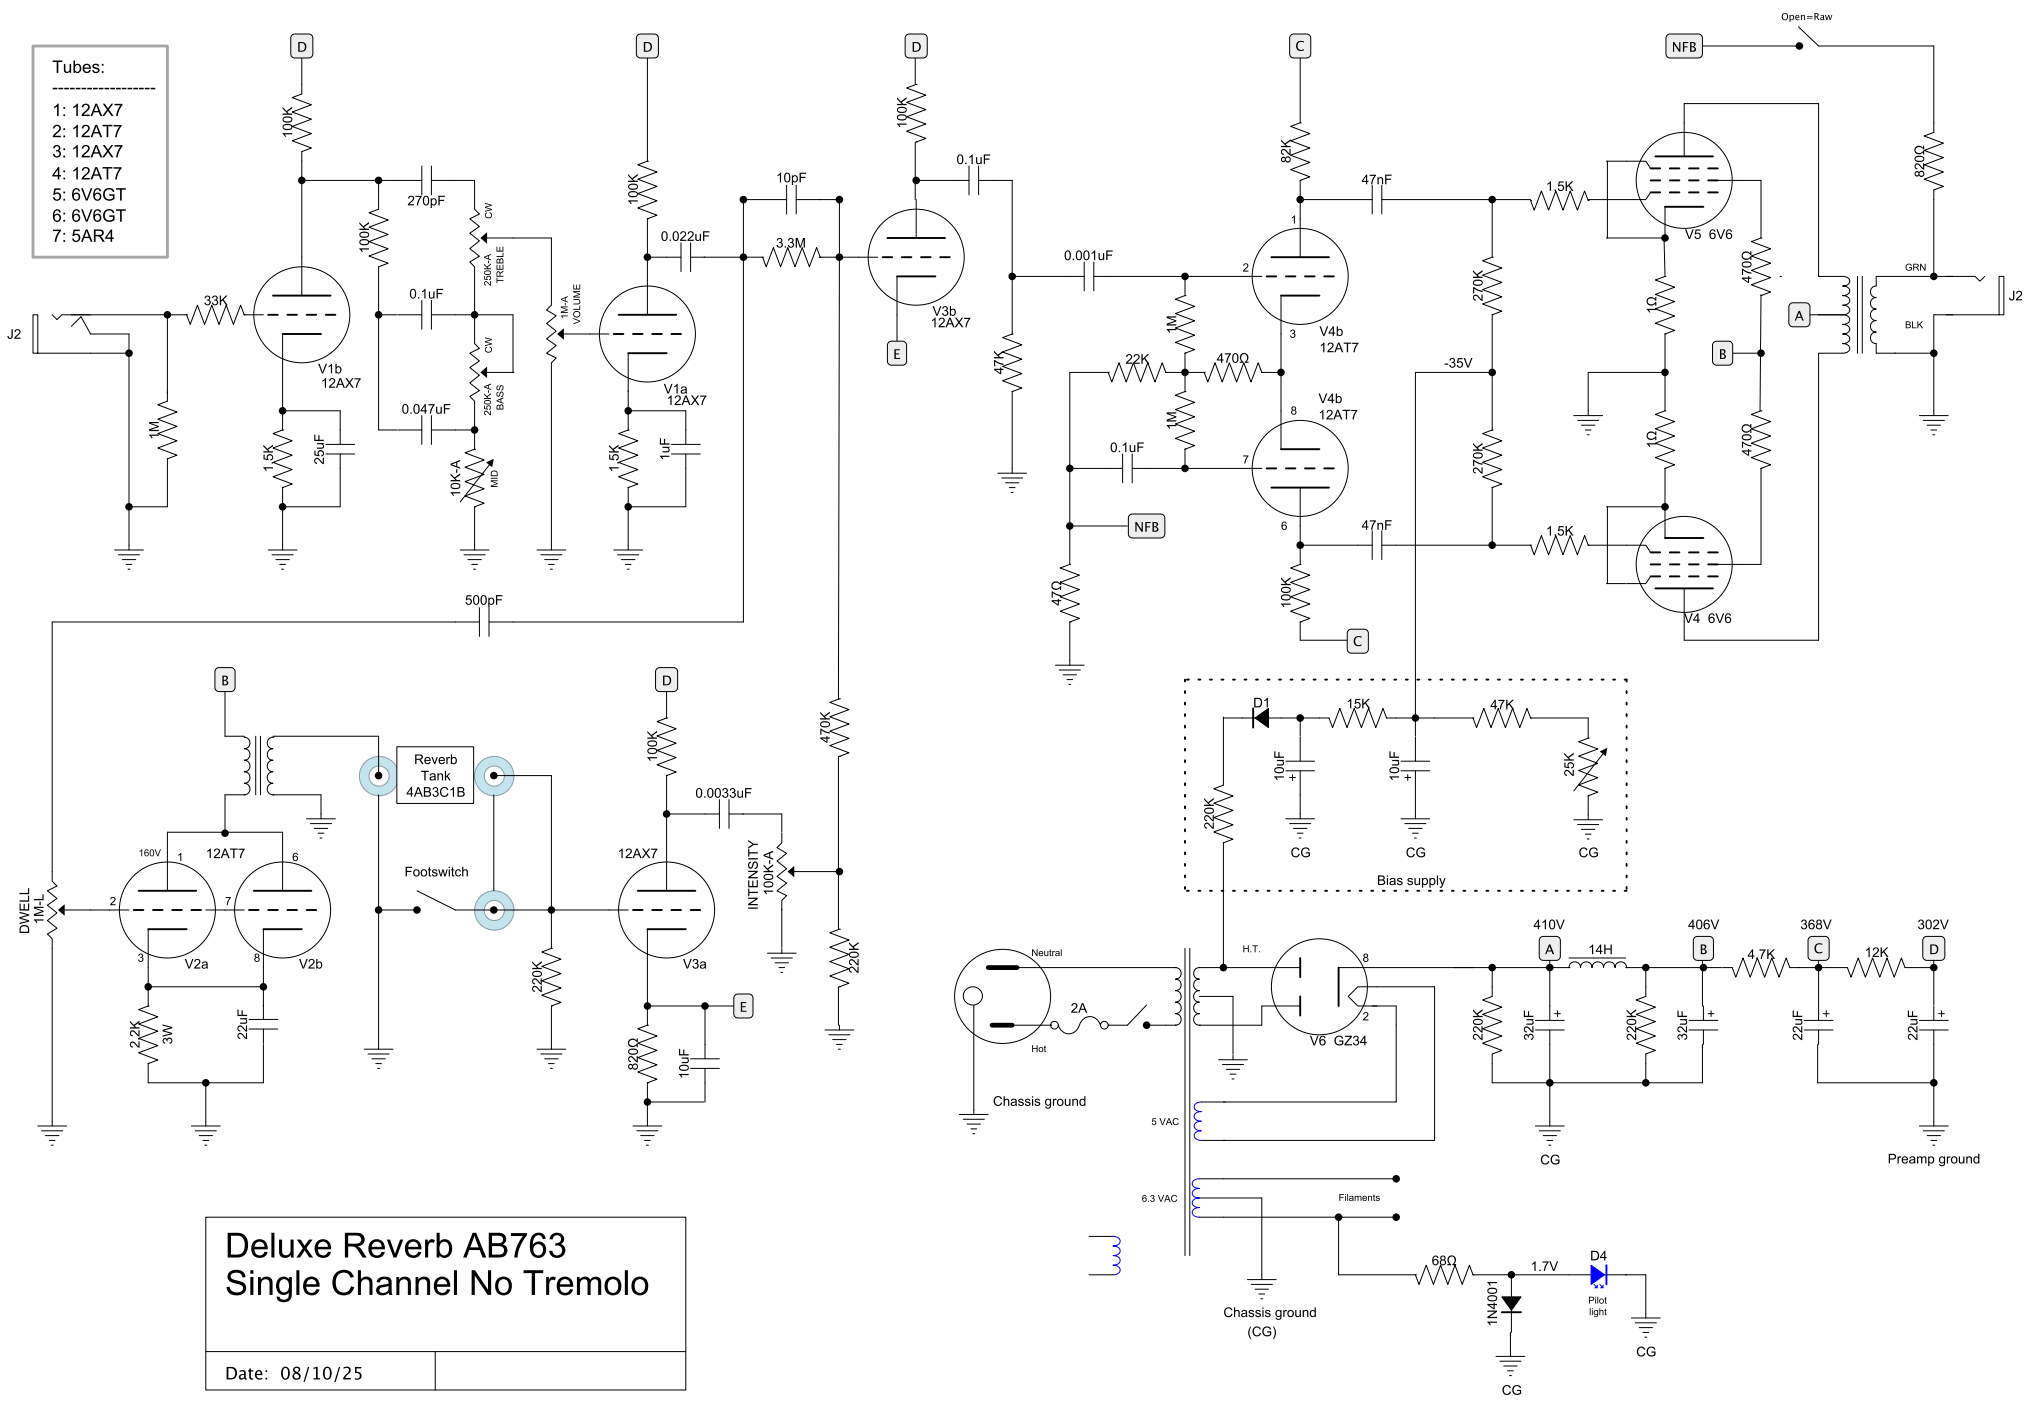 Open=Raw
D
D
D
C
NFB
Tubes:
------------------
1: 12AX7
2: 12AT7
3: 12AX7
4: 12AT7
5: 6V6GT
6: 6V6GT
7: 5AR4
100K
270pF
100K
CW
250K-A
TREBLE
0.1uF
CW
250K-A
BASS
0.047uF
10K-A
MID
33K
J2
1M
V1b
12AX7
1.5K
25uF
1M-A
VOLUME
100K
0.022uF
V1a
12AX7
1.5K
1uF
10pF
3.3M
100K
0.1uF
V3b
12AX7
E
47K
0.001uF
82K
47nF
1
2
3
V4b
12AT7
1M
22K
470Ω
1M
0.1uF
V4b
12AT7
8
7
6
NFB
47Ω
47nF
100K
C
270K
-35V
270K
1.5K
1.5K
V5 6V6
1Ω
1Ω
470Ω
470Ω
V4 6V6
A
B
820Ω
GRN
BLK
J2
500pF
B
D
Reverb
Tank
4AB3C1B
100K
0.0033uF
470K
160V
1
12AT7
6
Footswitch
12AX7
INTENSITY
100K-A
DWELL
1M-L
2
7
3
V2a
8
V2b
V3a
220K
220K
E
2.2K
3W
22uF
820Ω
10uF
D1
15K
47K
10uF
+
10uF
+
25K
220K
CG
CG
CG
Bias supply
Neutral
H.T.
2A
Hot
Chassis ground
8
2
V6 GZ34
410V
A
14H
406V
B
4.7K
368V
C
12K
302V
D
220K
32uF
+
220K
32uF
+
22uF
+
22uF
+
CG
Preamp ground
5 VAC
6.3 VAC
Filaments
68Ω
1.7V
D4
1N4001
Pilot
light
Chassis ground
(CG)
CG
CG
Deluxe Reverb AB763
Single Channel No Tremolo
Date: 08/10/25